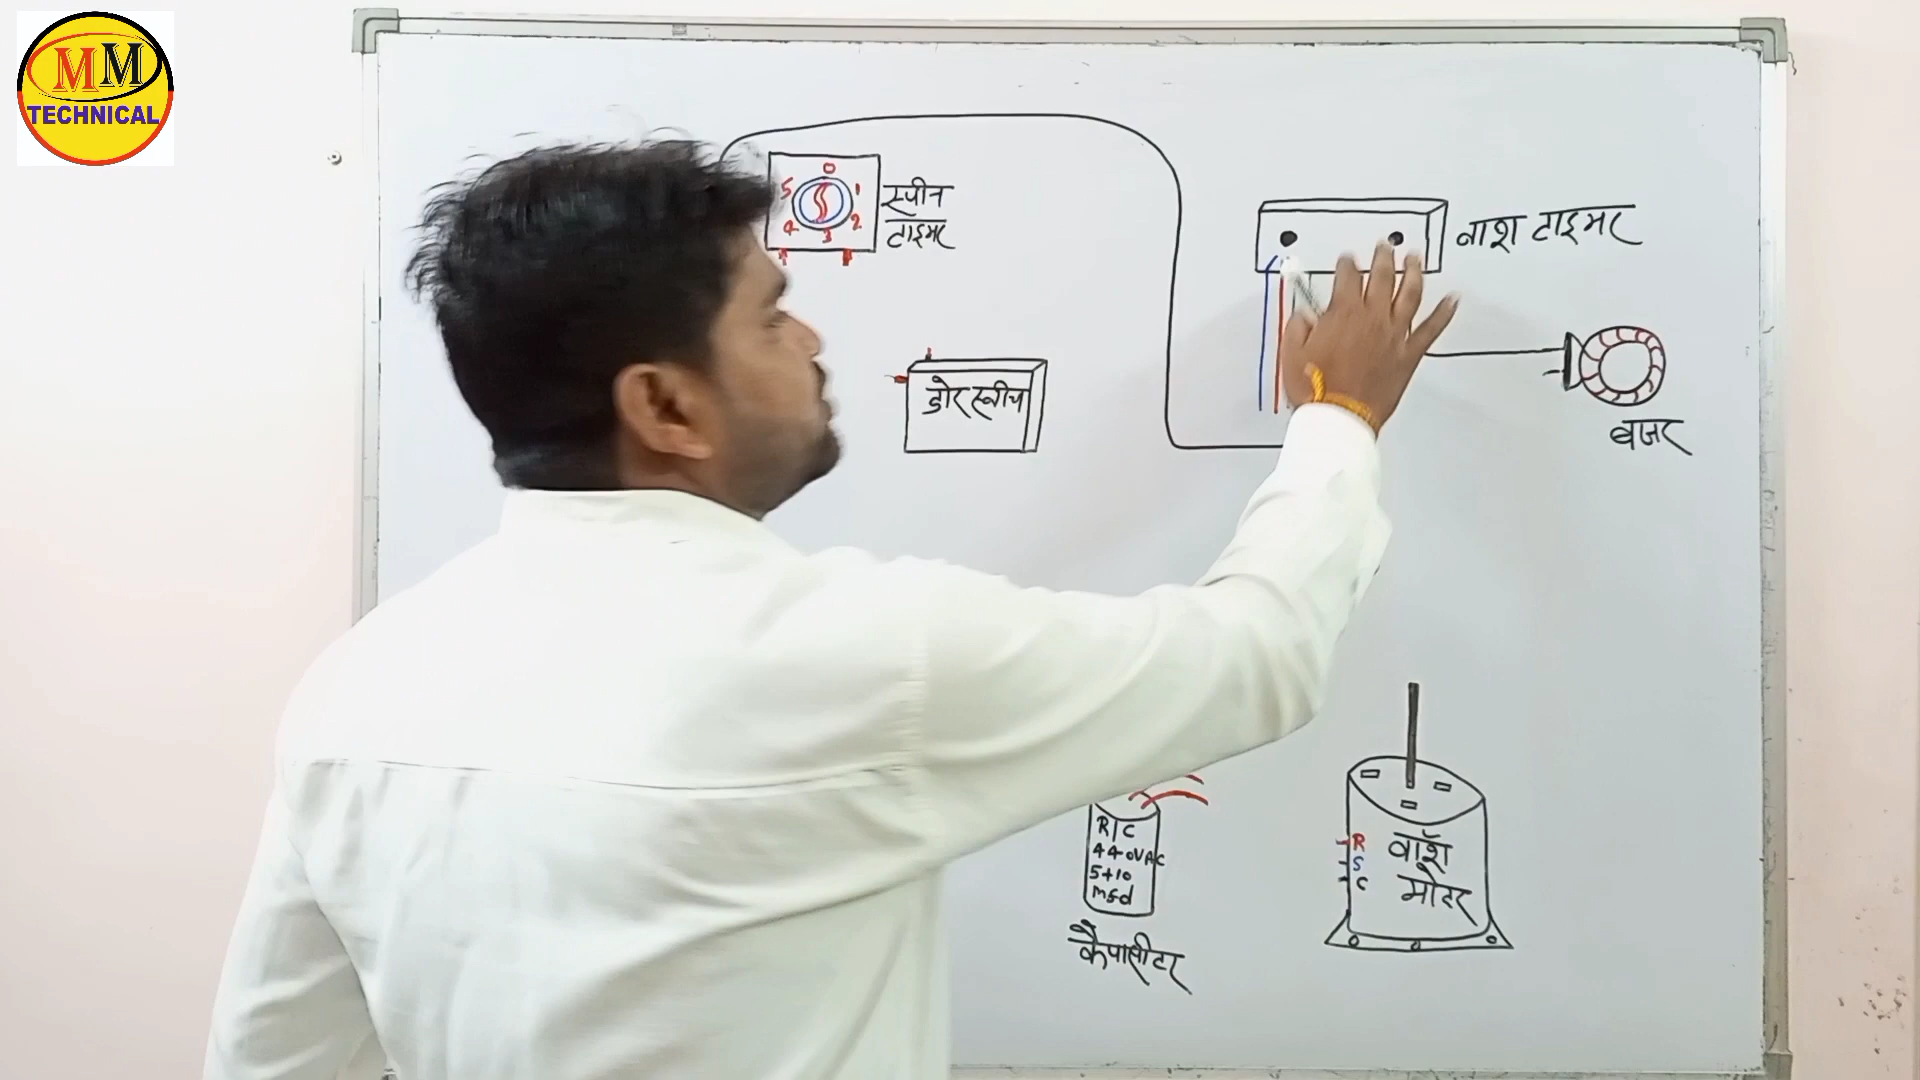 MM
TECHNICAL
0
5
1
4
2
3
स्पीन
टाइमर
वाश टाइमर
डोर स्वीच
बजर
R/C
440VAC
5+10
mfd
कैपासीटर
R
S
C
वॉश
मोटर